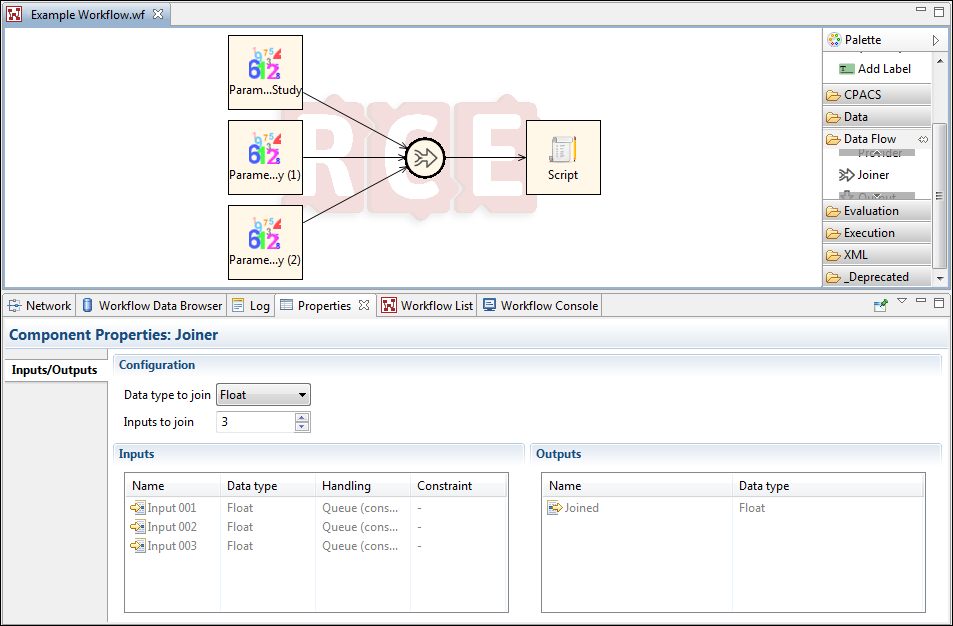 Example Workflow.wf
Param...Study
Parame...y (1)
Parame...y (2)
RCE
Script
Palette
Add Label
CPACS
Data
Data Flow
Provider
Joiner
Output
Evaluation
Execution
XML
_Deprecated
Network
Workflow Data Browser
Log
Properties
Workflow List
Workflow Console
Component Properties: Joiner
Inputs/Outputs
Configuration
Data type to join Float
Inputs to join 3
Inputs
Name Data type Handling Constraint
Input 001 Float Queue (cons... -
Input 002 Float Queue (cons... -
Input 003 Float Queue (cons... -
Outputs
Name Data type
Joined Float